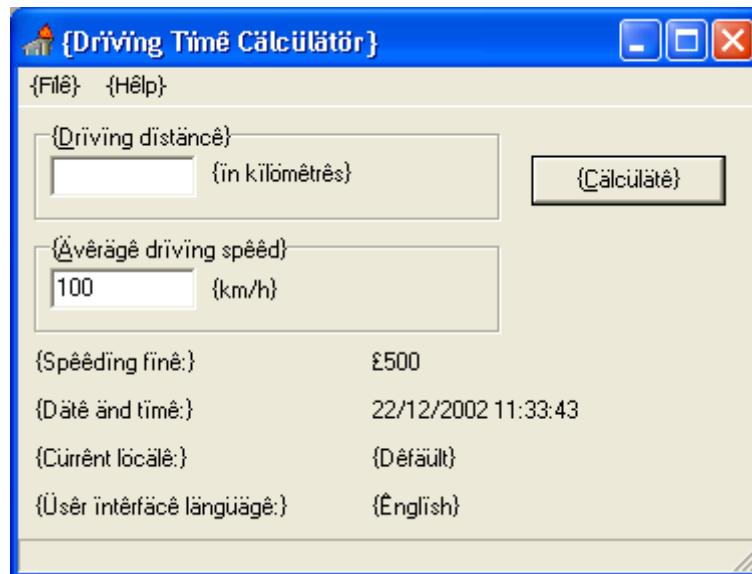 {Drïvïng Tïmê Cälcülätör}
{Fïlê} {Hêlp}
{Drïvïng dïstäncê}
{ïn kïlömêtrês}
{Cälcülätê}
{Ävêrägê drïvïng spêêd}
100 {km/h}
{Spêêdïng fïnê:} £500
{Dätê änd tïmê:} 22/12/2002 11:33:43
{Cürrênt löcälê:} {Dêfäült}
{Üsêr ïntêrfäcê längüägê:} {Ênglïsh}